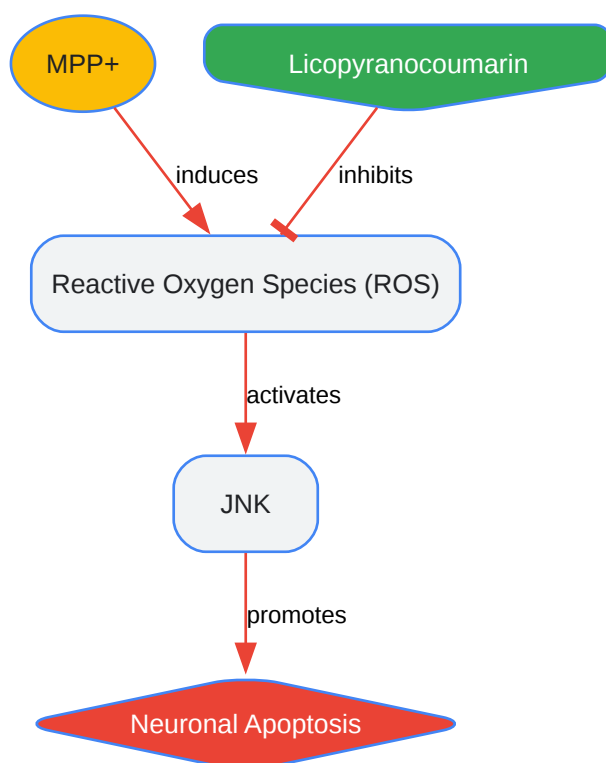 MPP+
Licopyranocoumarin
induces
inhibits
Reactive Oxygen Species (ROS)
activates
JNK
promotes
Neuronal Apoptosis